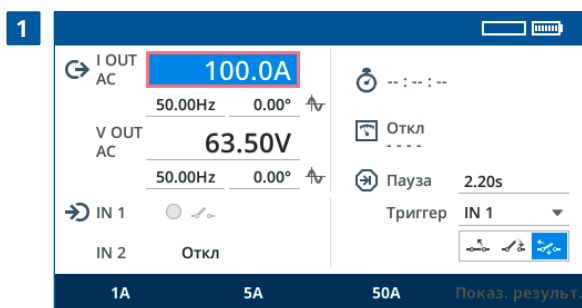 1
I OUT
AC
100.0A
50.00Hz 0.00°
V OUT
AC
63.50V
50.00Hz 0.00°
IN 1
IN 2 Откл
-- : -- : --
Откл
- - - -
Пауза 2.20s
Триггер IN 1
1A 5A 50A Показ. результ.